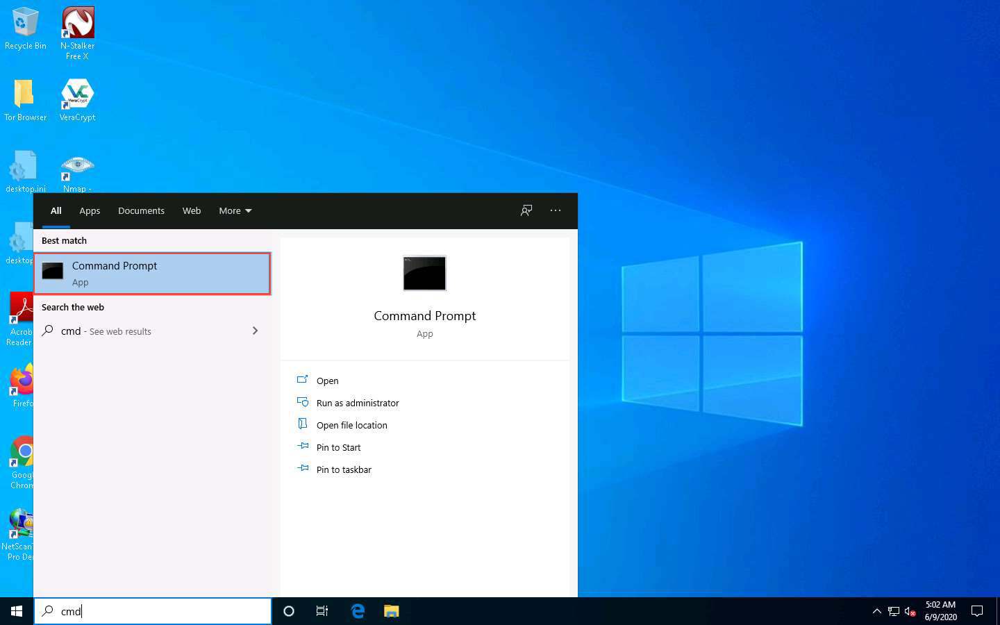 Recycle Bin
N-Stalker
Free X
Tor Browser
VeraCrypt
VeraCrypt
desktop.ini
Nmap -
All
Apps
Documents
Web
More
Best match
Command Prompt
App
Search the web
cmd - See web results
Command Prompt
App
Open
Run as administrator
Open file location
Pin to Start
Pin to taskbar
desktop
Acrob
Reader
Firefo
Goog
Chrom
NetScanT
Pro De
cmd
5:02 AM
6/9/2020